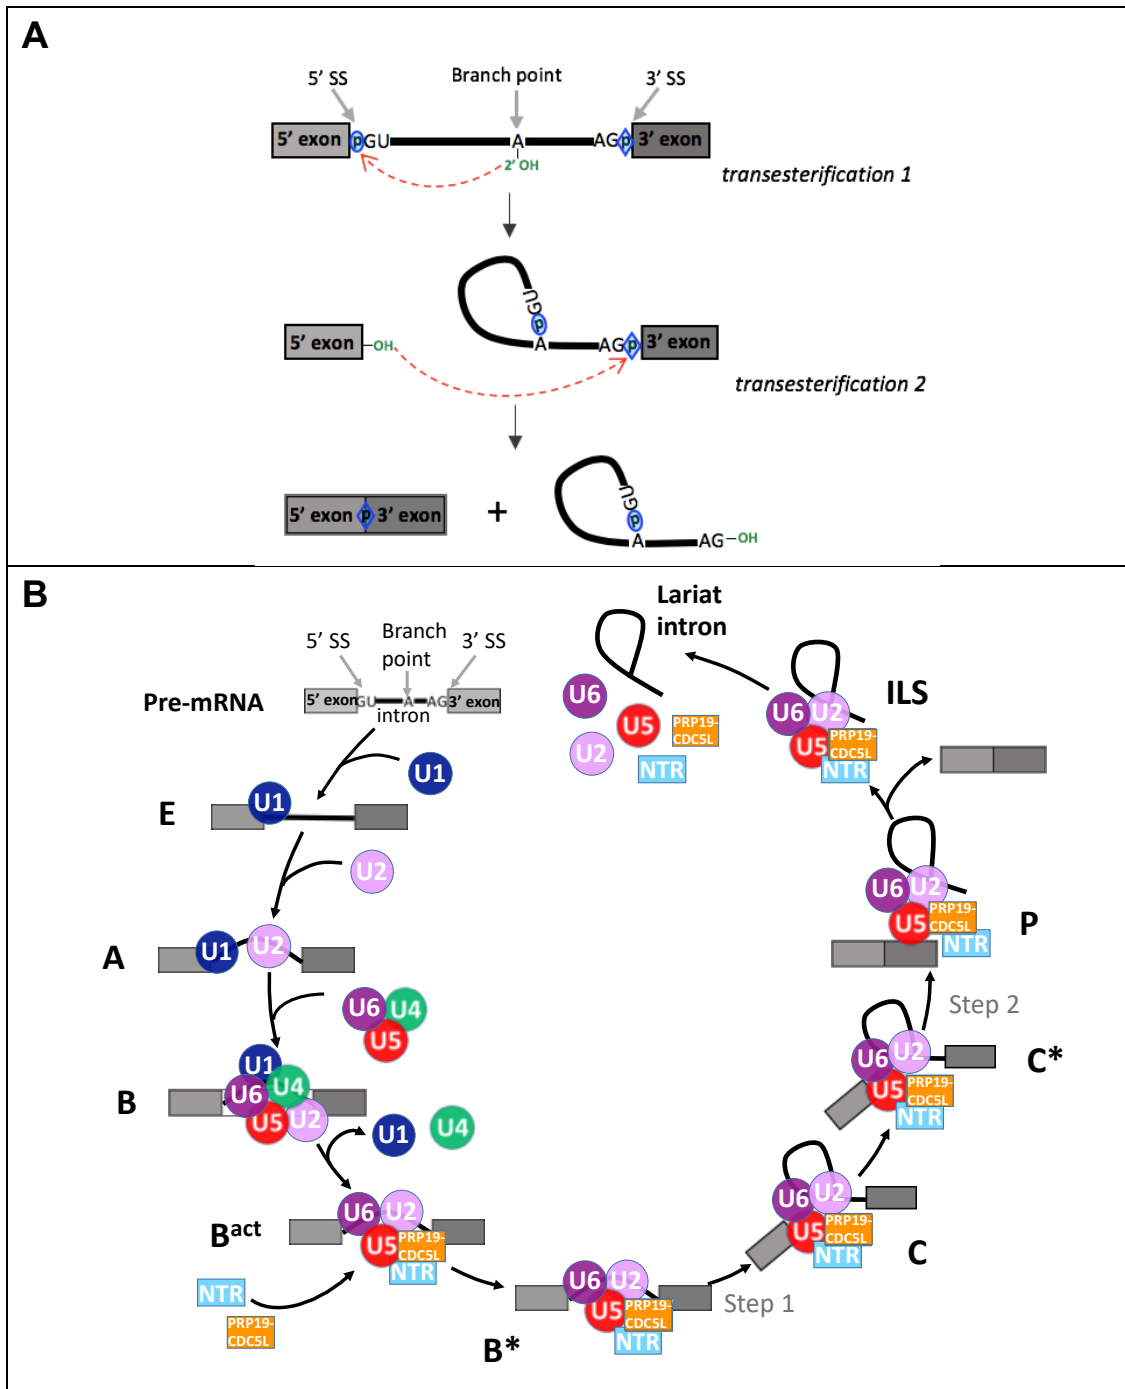 A
5' SS
Branch point
3' SS
5' exon
p
GU
A
AG
p
3' exon
2' OH
transesterification 1
GU
p
5' exon
OH
A
AG
p
3' exon
transesterification 2
5' exon
p
3' exon
+
GU
p
A
AG
OH
B
5' SS
Branch
point
3' SS
Pre-mRNA
5' exon
GU
A
AG
3' exon
intron
U1
E
U1
U2
A
U1
U2
U6
U4
U5
B
U1
U6
U4
U5
U2
U1
U4
Bact
U6
U2
U5
PRP19-
CDC5L
NTR
NTR
PRP19-
CDC5L
B*
U6
U2
U5
PRP19-
CDC5L
NTR
Step 1
U6
U2
U5
PRP19-
CDC5L
NTR
C
U6
U2
U5
PRP19-
CDC5L
NTR
C*
Step 2
U6
U2
U5
PRP19-
CDC5L
NTR
P
U6
U2
U5
PRP19-
CDC5L
NTR
ILS
Lariat
intron
U6
U5
PRP19-
CDC5L
U2
NTR